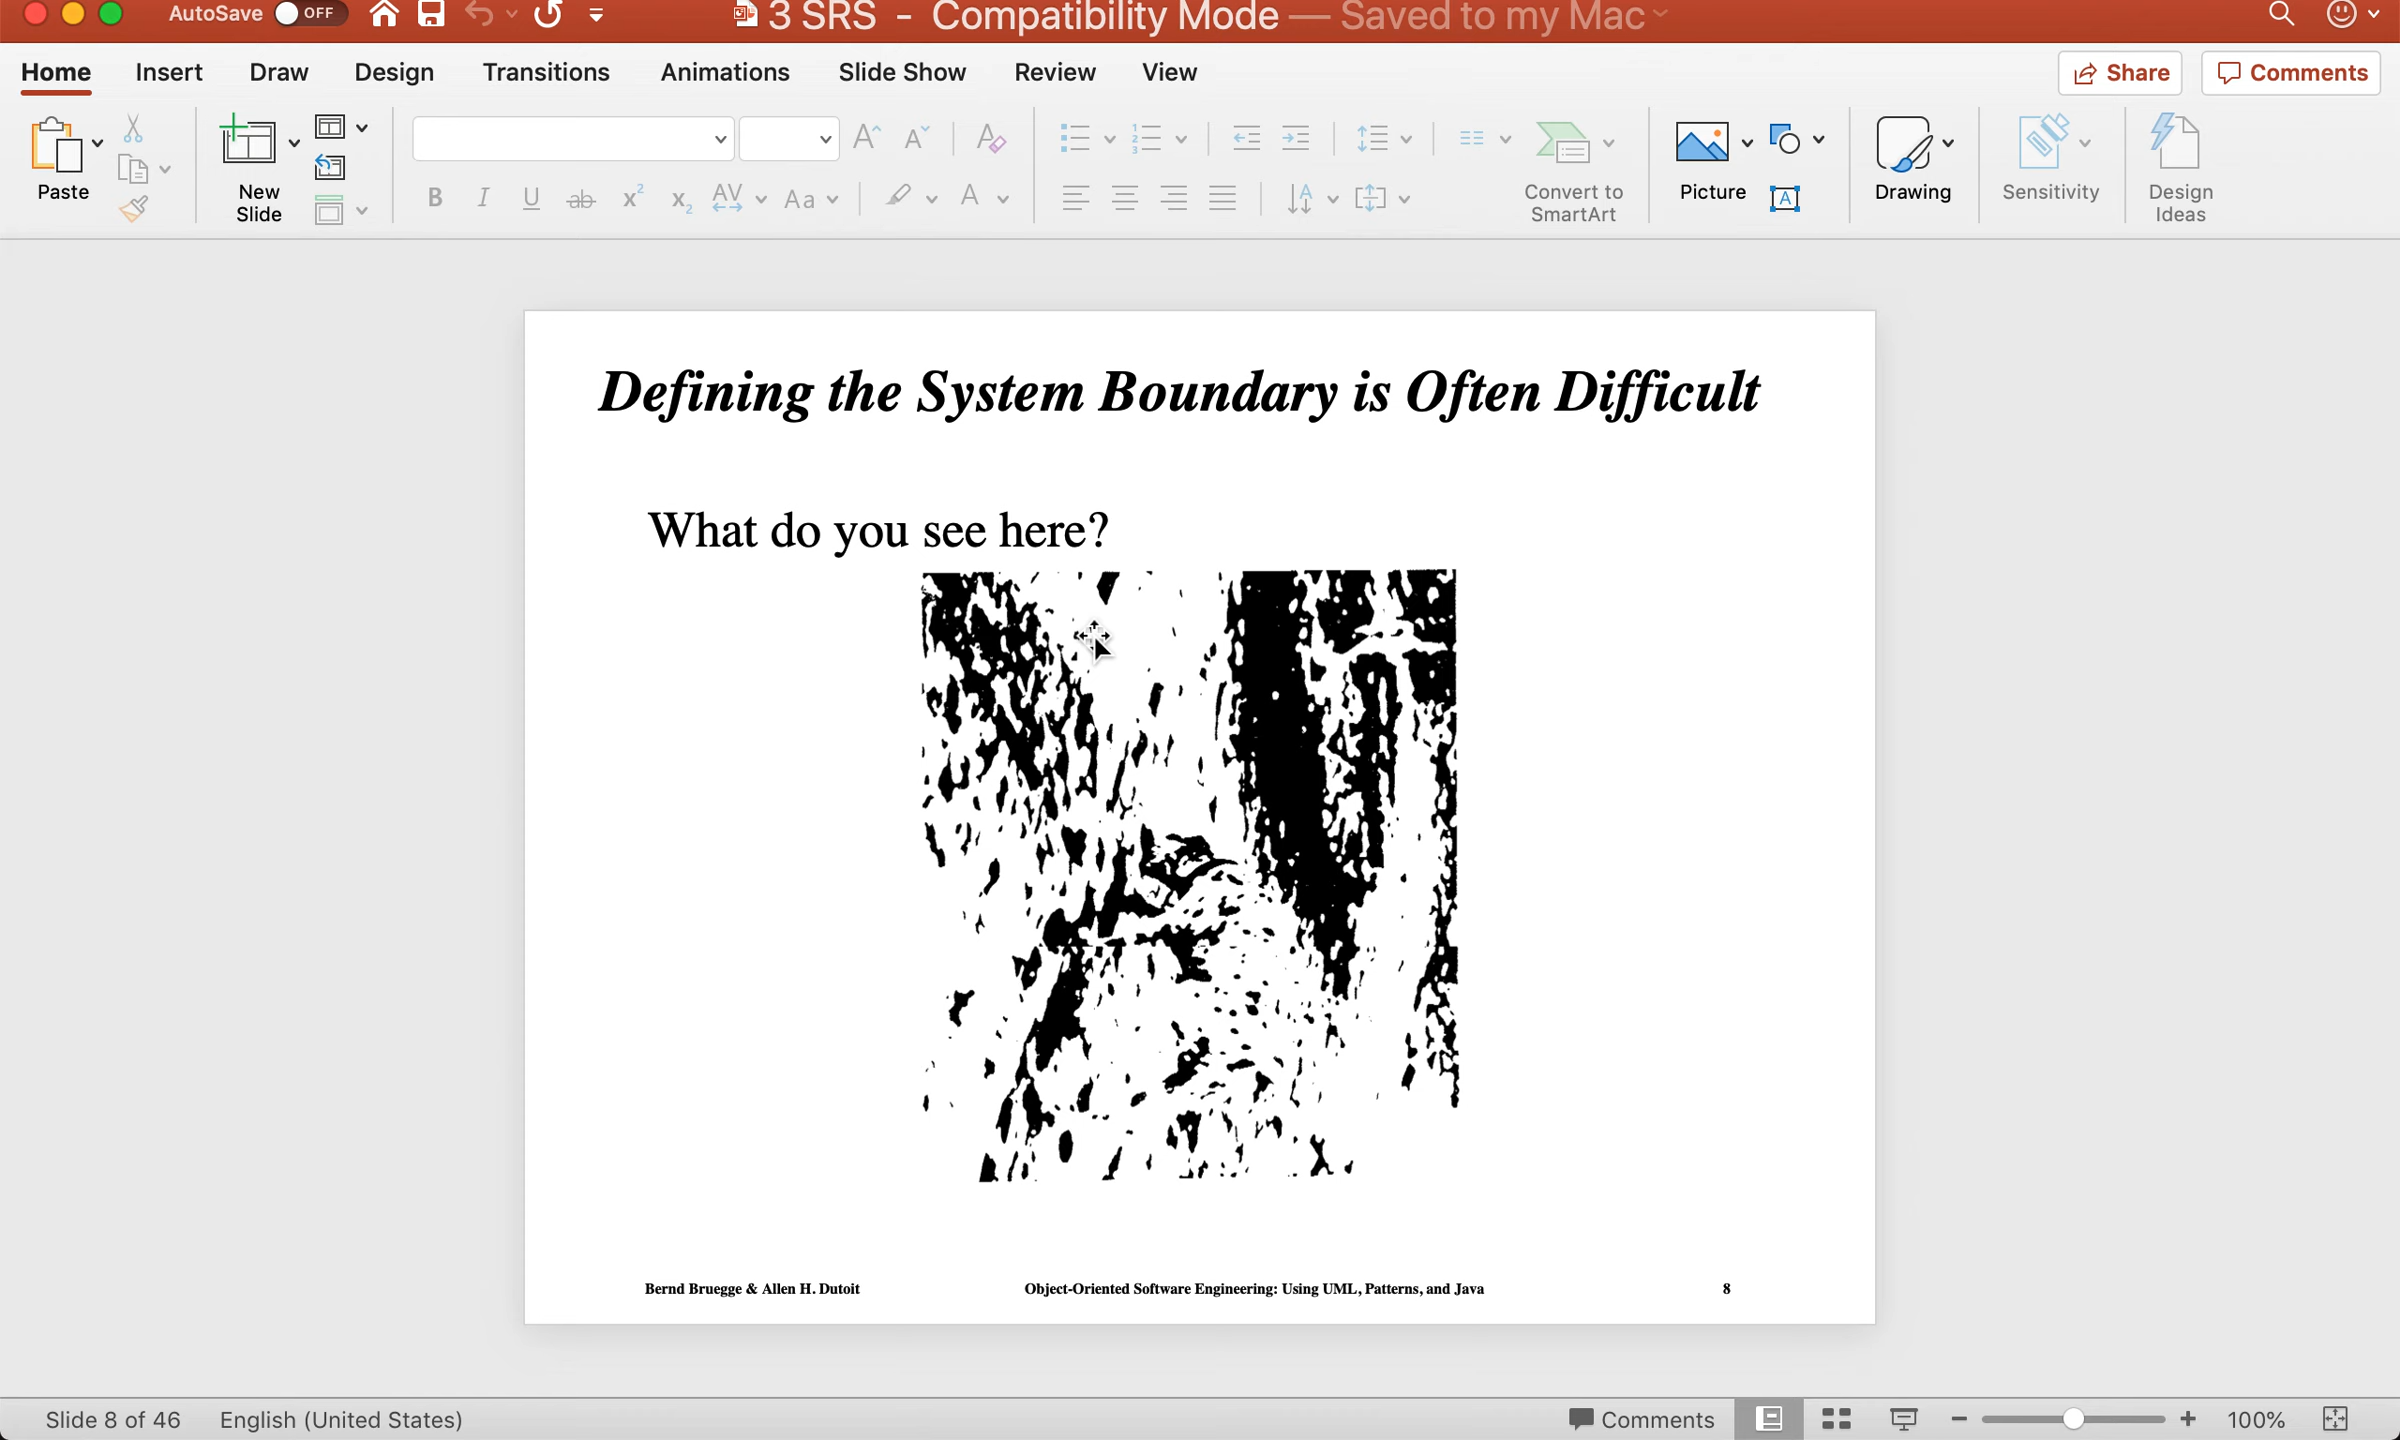 AutoSave OFF 3 SRS - Compatibility Mode — Saved to my Mac
Home Insert Draw Design Transitions Animations Slide Show Review View Share Comments
Paste
New
Slide
Convert to
SmartArt
Picture
Drawing
Sensitivity
Design
Ideas
Defining the System Boundary is Often Difficult
What do you see here?
Bernd Bruegge & Allen H. Dutoit Object-Oriented Software Engineering: Using UML, Patterns, and Java 8
Slide 8 of 46 English (United States) Comments 100%